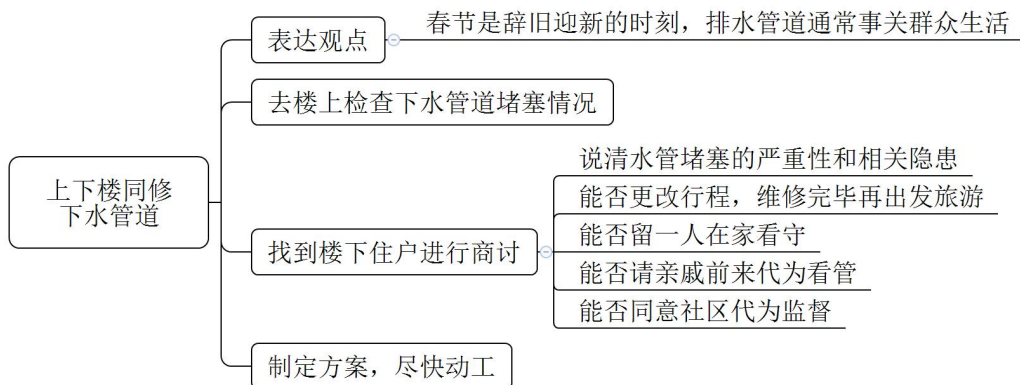 上下楼同修
下水管道
表达观点
春节是辞旧迎新的时刻，排水管道通常事关群众生活
去楼上检查下水管道堵塞情况
找到楼下住户进行商讨
说清水管堵塞的严重性和相关隐患
能否更改行程，维修完毕再出发旅游
能否留一人在家看守
能否请亲戚前来代为看管
能否同意社区代为监督
制定方案，尽快动工